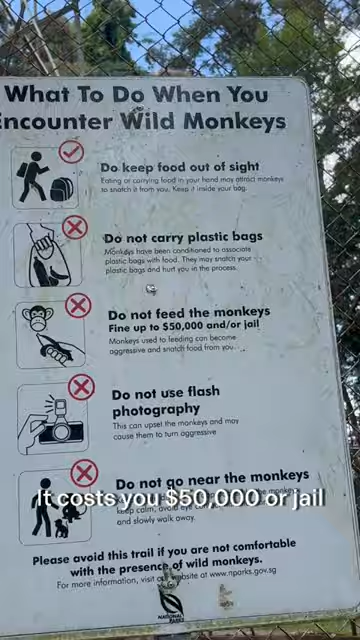 What To Do When You
Encounter Wild Monkeys
Do keep food out of sight
Eating or carrying food in your hand may attract monkeys
to snatch it from you. Keep it inside your bag.
Do not carry plastic bags
Monkeys have been conditioned to associate
plastic bags with food. They may snatch your
plastic bags and hurt you in the process.
Do not feed the monkeys
Fine up to $50,000 and/or jail
Monkeys used to feeding can become
aggressive and snatch food from you.
Do not use flash
photography
This can upset the monkeys and may
cause them to turn aggressive
Do not go near the monkeys
It costs you $50,000 or jail
keep calm, avoid eye
and slowly walk away.
Please avoid this trail if you are not comfortable
with the presence of wild monkeys.
For more information, visit our website at www.nparks.gov.sg
NATIONAL
PARKS